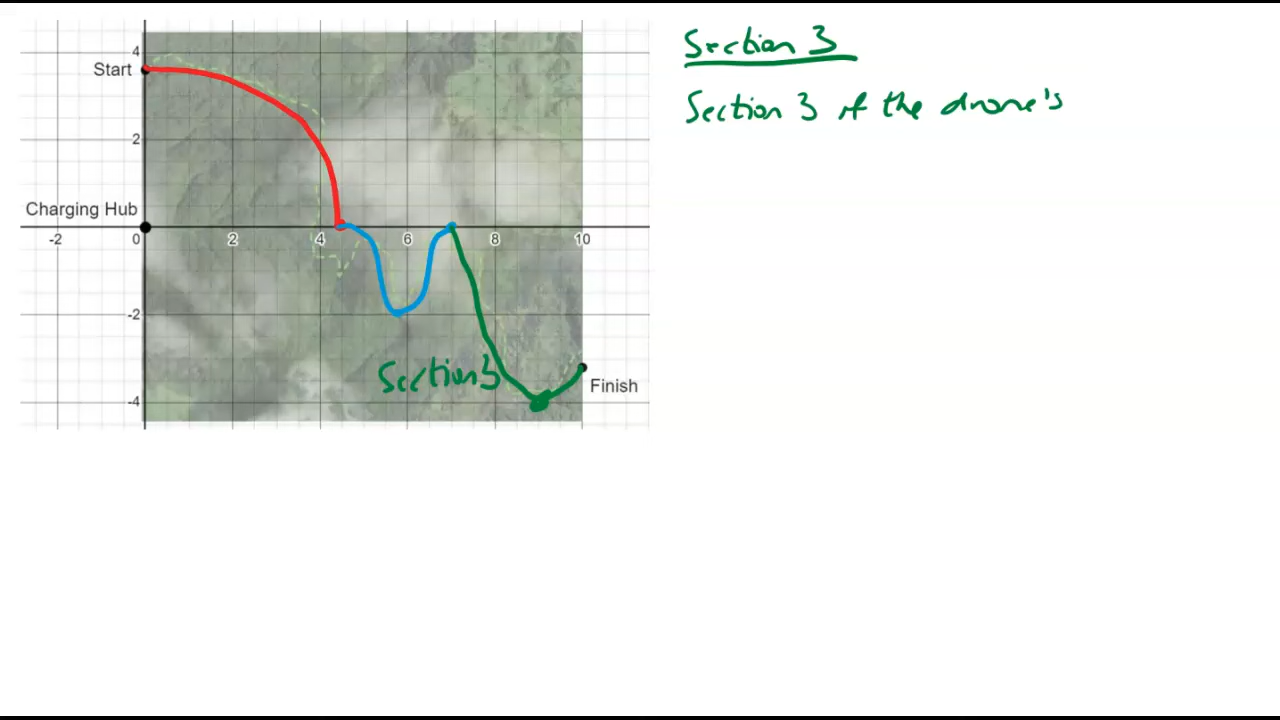 Section 3
Section 3 of the drone's
4
Start
2
Charging Hub
-2
0
2
4
6
8
10
-2
Section 3
Finish
-4